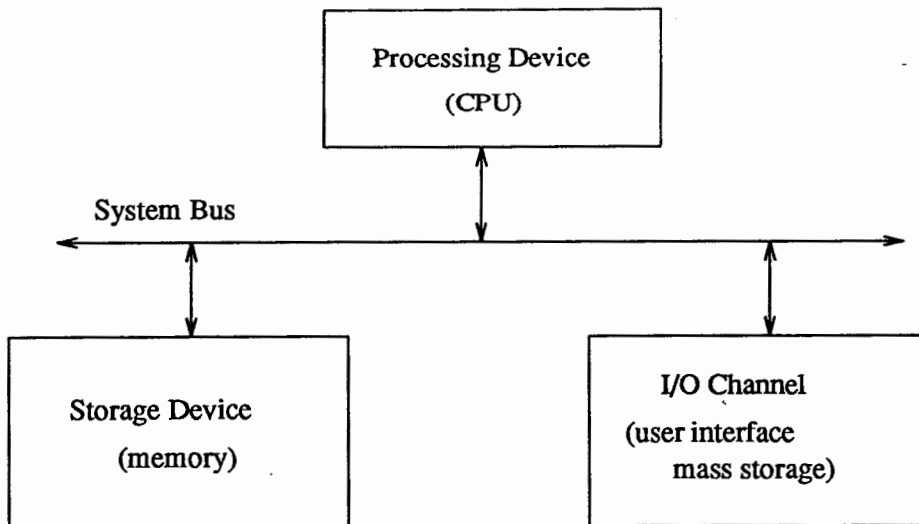 Processing Device
(CPU)
System Bus
Storage Device
(memory)
I/O Channel
(user interface
mass storage)